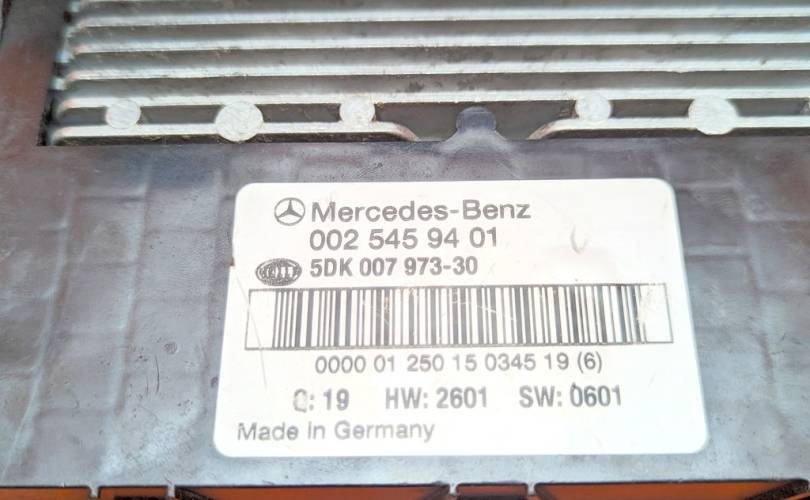 Mercedes-Benz
002 545 94 01
HELLA 5DK 007 973-30
0000 01 250 15 0345 19 (6)
Q: 19 HW: 2601 SW: 0601
Made in Germany